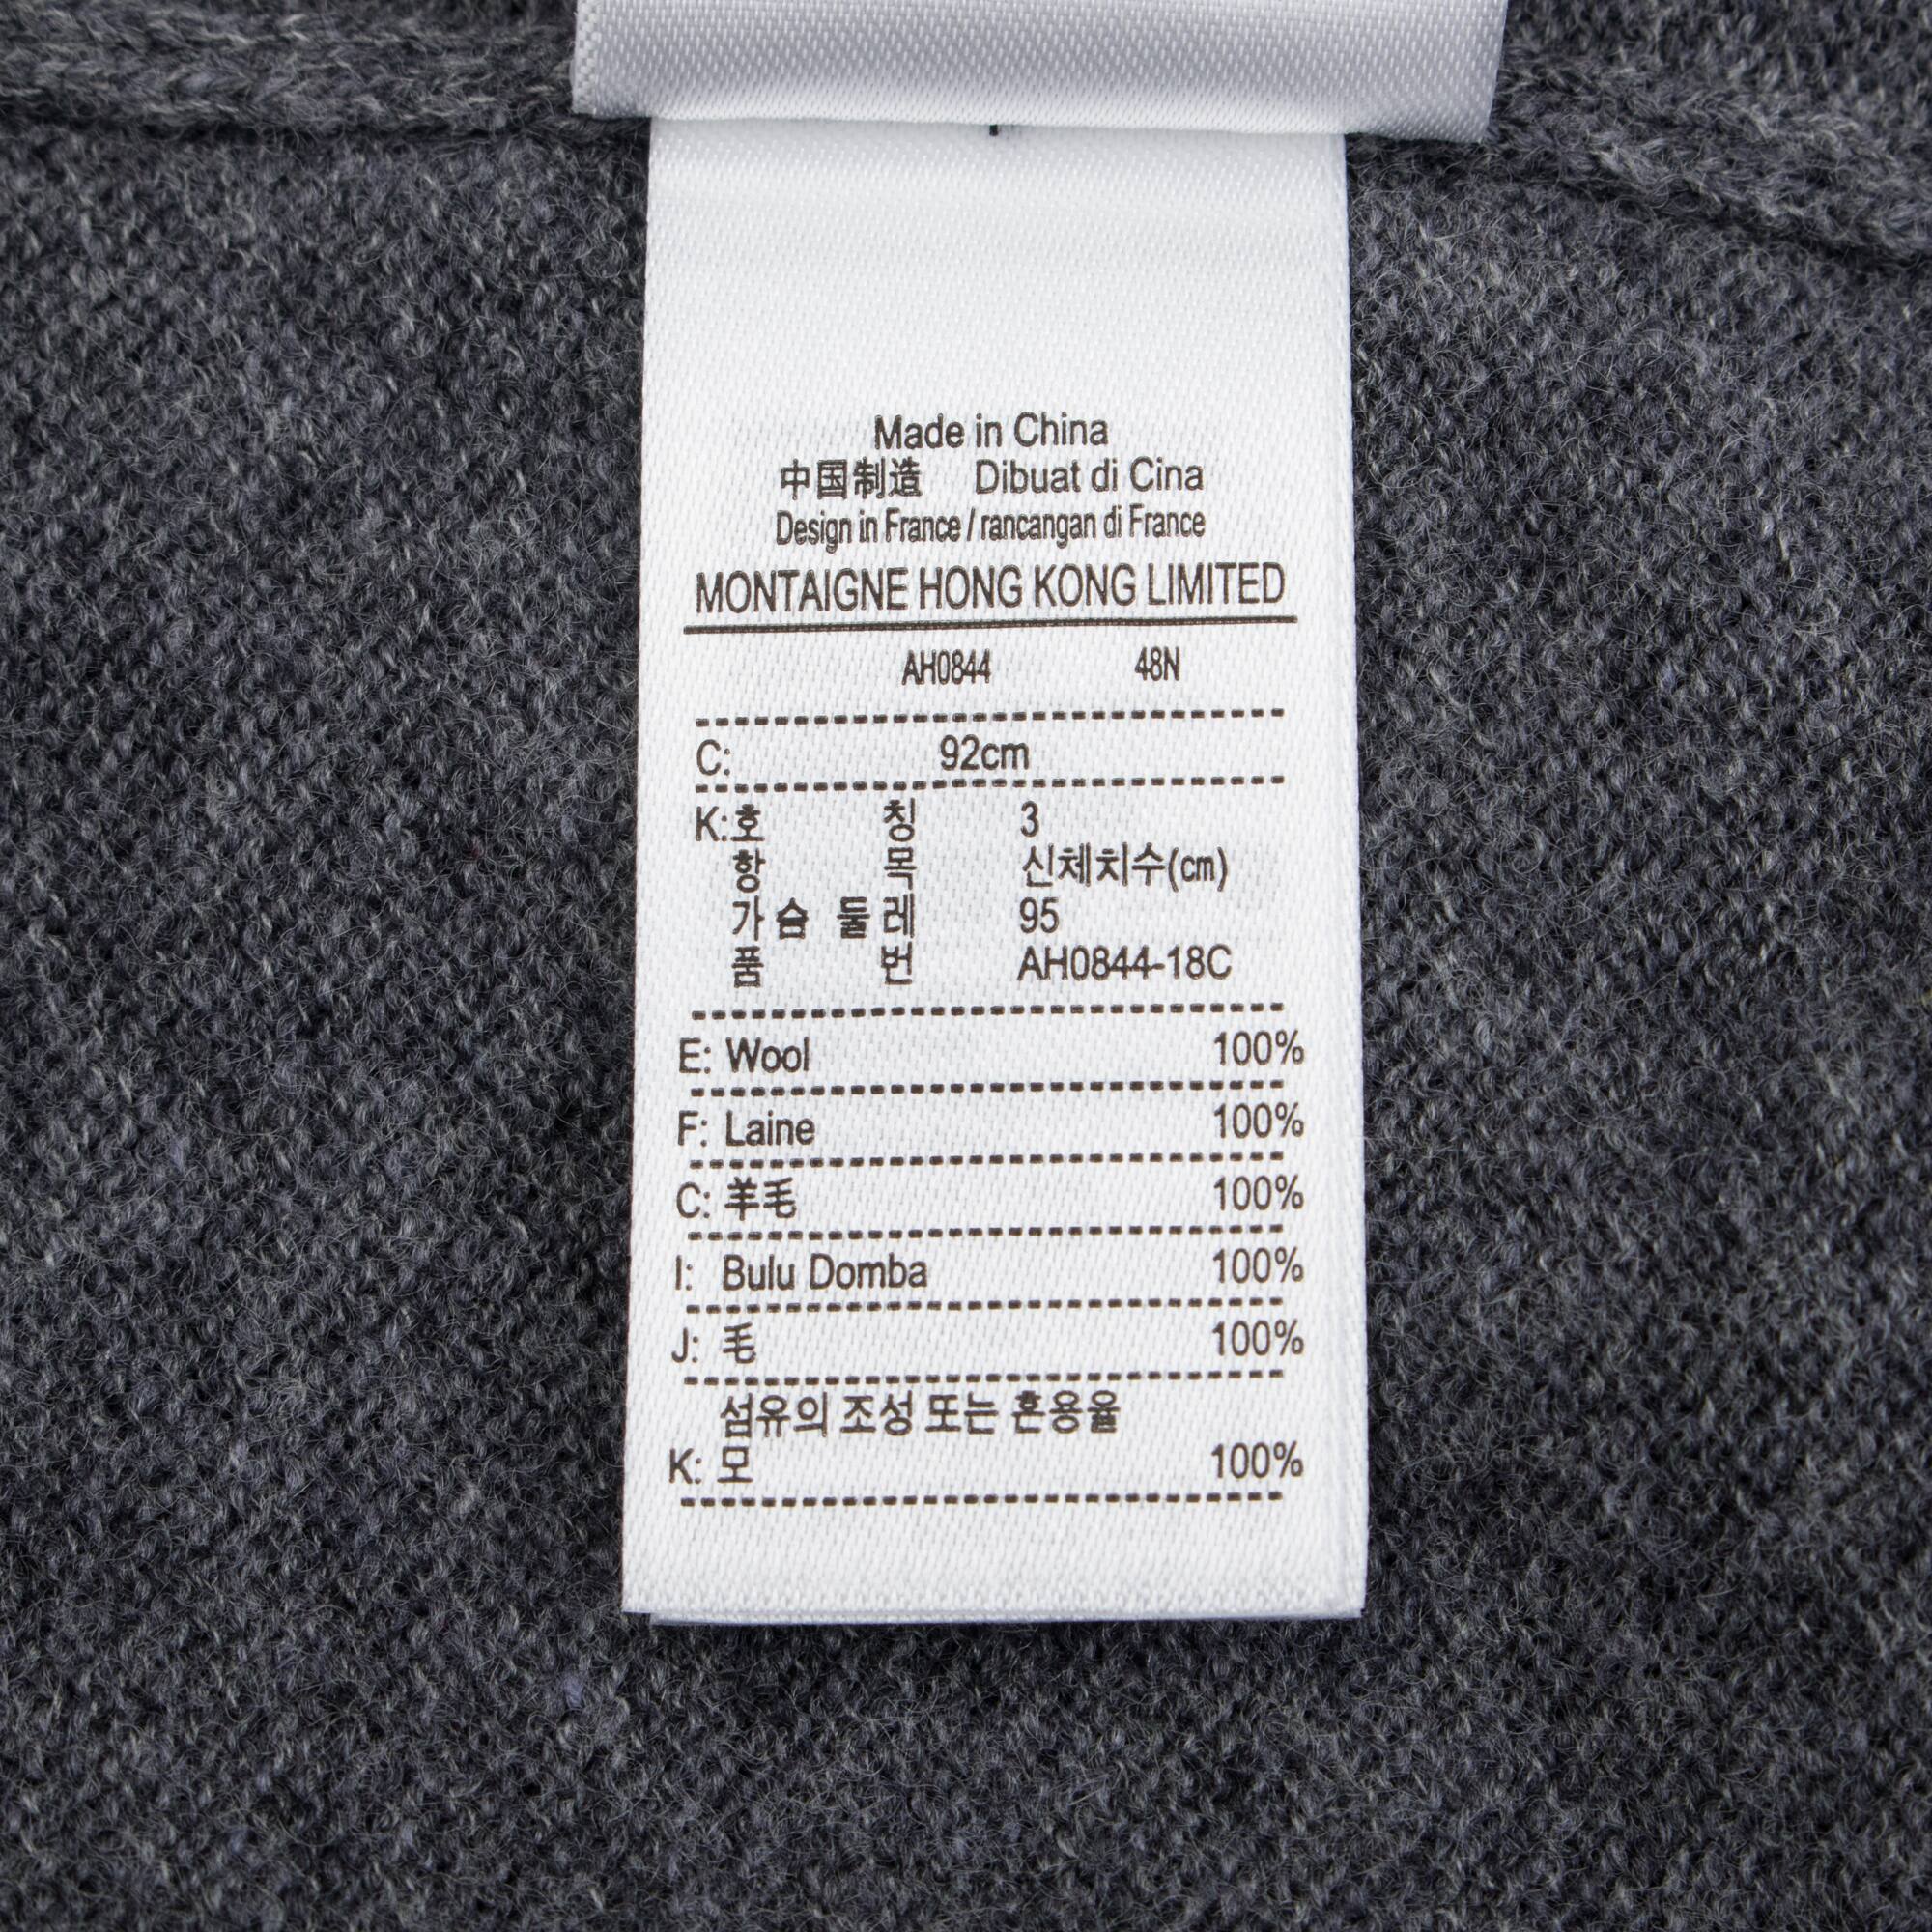 Made in China
中国制造 Dibuat di Cina
Design in France / rancangan di France
MONTAIGNE HONG KONG LIMITED
AH0844 48N
C: 92cm
K: 호 칭 3
항 목 신체치수(㎝)
가슴 둘레 95
품 번 AH0844-18C
E: Wool 100%
F: Laine 100%
C: 羊毛 100%
I: Bulu Domba 100%
J: 毛 100%
섬유의 조성 또는 혼용율
K: 모 100%